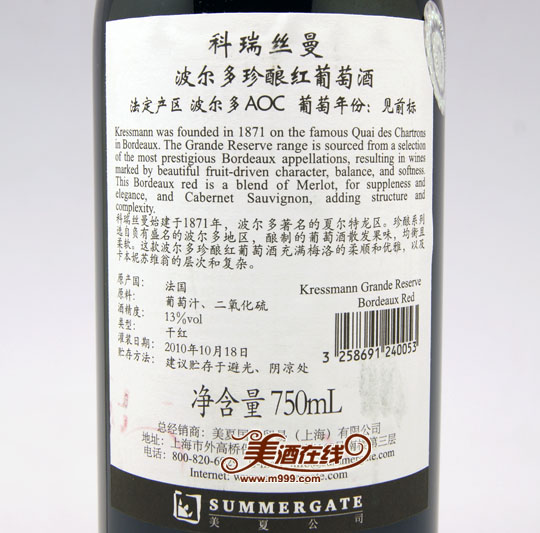 科瑞丝曼
波尔多珍酿红葡萄酒
法定产区 波尔多AOC 葡萄年份：见前标
Kressmann was founded in 1871 on the famous Quai des Chartrons
in Bordeaux. The Grande Reserve range is sourced from a selection
of the most prestigious Bordeaux appellations, resulting in wines
marked by beautiful fruit-driven character, balance, and softness.
This Bordeaux red is a blend of Merlot, for suppleness and
elegance, and Cabernet Sauvignon, adding structure and
complexity.
科瑞丝曼始建于1871年，波尔多著名的夏尔特龙区。珍酿系列
选自负有盛名的波尔多地区，酿制的葡萄酒散发果味，均衡且
柔软。这款波尔多珍酿红葡萄酒充满梅洛的柔顺和优雅，以及
卡本妮苏维翁的层次和复杂。
原产国： 法国
原料： 葡萄汁、二氧化硫
酒精度： 13%vol
类型： 干红
灌装日期： 2010年10月18日
贮存方法： 建议贮存于避光、阴凉处
Kressmann Grande Reserve
Bordeaux Red
3 258691 240053
净含量 750mL
总经销商：美夏国 （上海）有限公司
地址：上海市外高桥 第三层
电话：800-820-6 mmergate.com
美酒在线
www.m999.com
Internet: www. ergate.com
SUMMERGATE
美夏公司